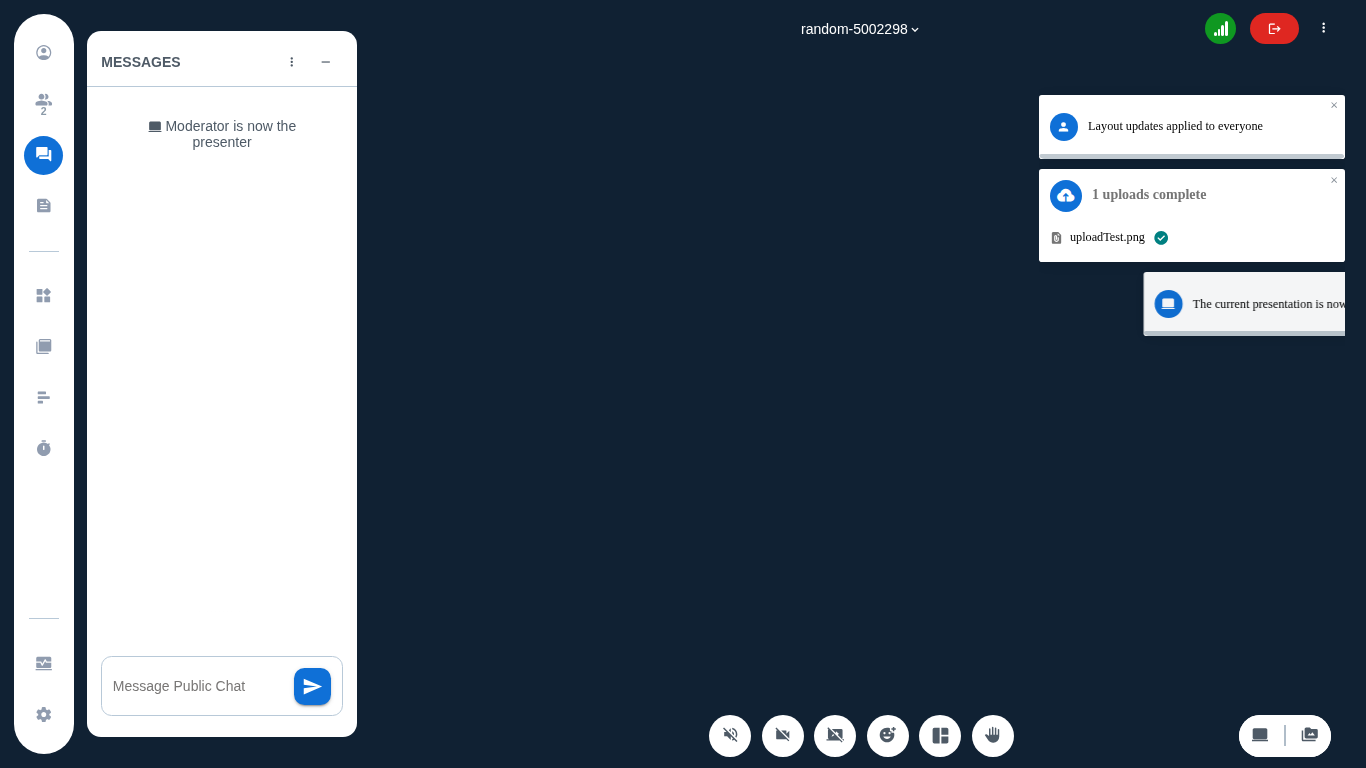 random-5002298
MESSAGES
2
Moderator is now the
presenter
Layout updates applied to everyone
1 uploads complete
uploadTest.png
The current presentation is now
Message Public Chat